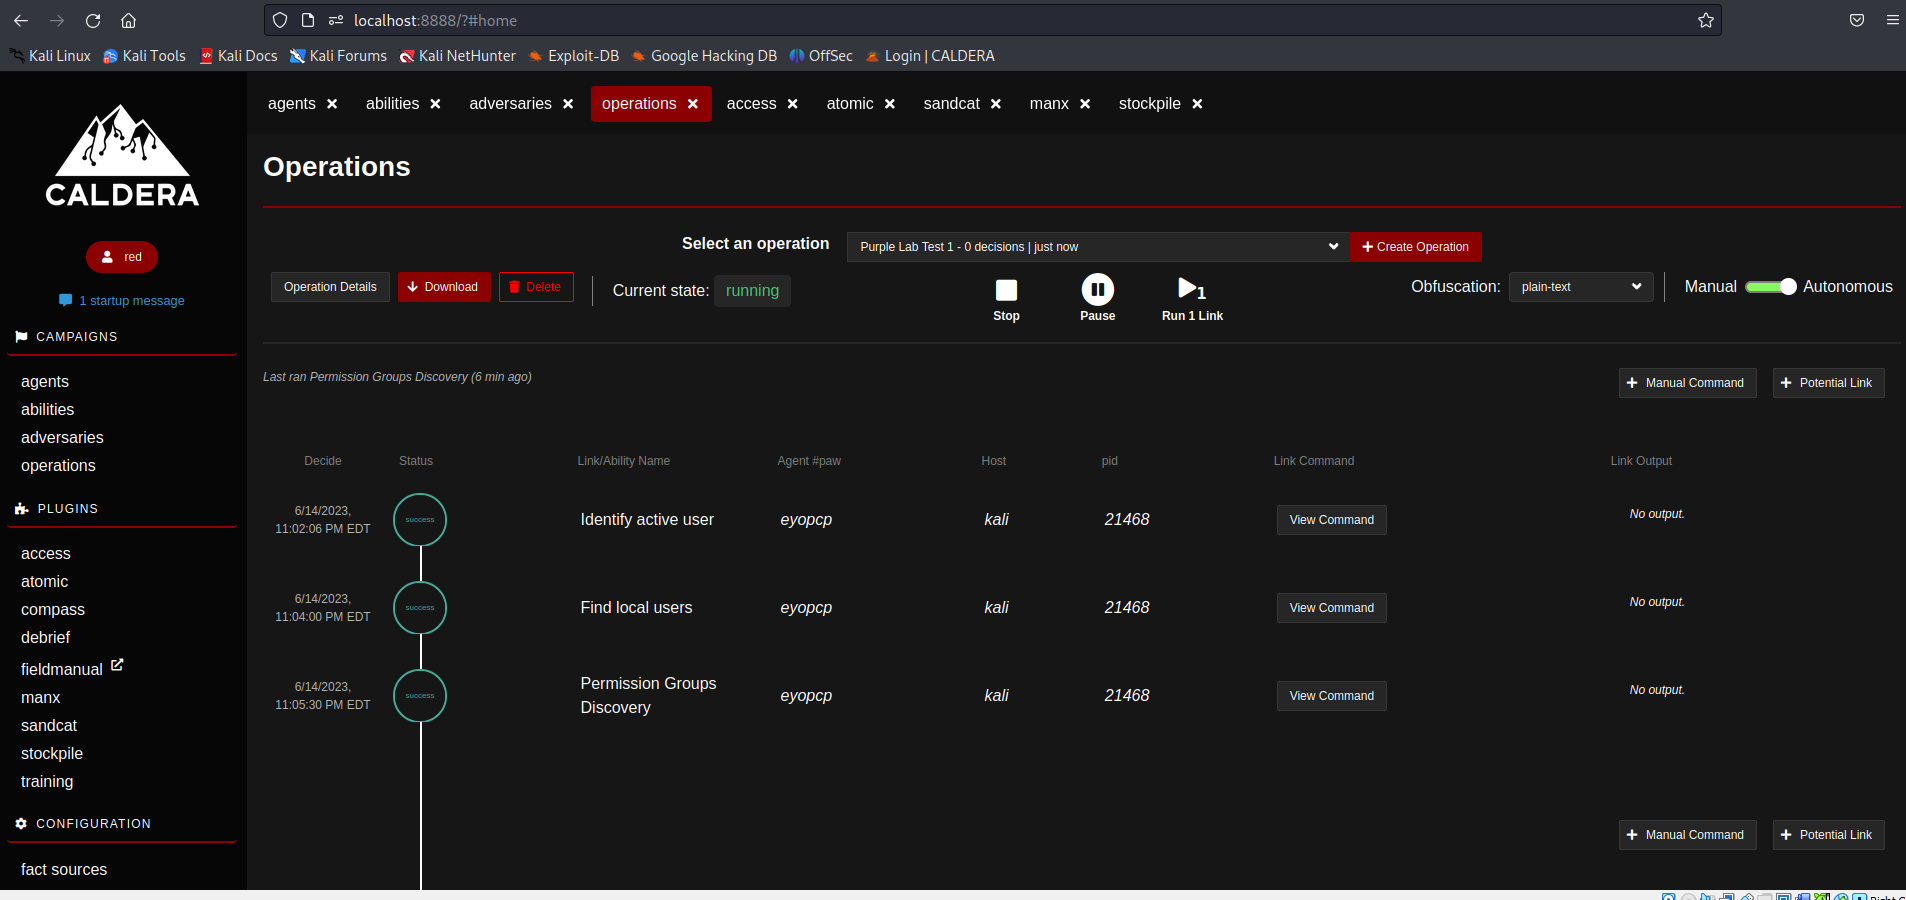 localhost:8888/?#home
Kali Linux Kali Tools Kali Docs Kali Forums Kali NetHunter Exploit-DB Google Hacking DB OffSec Login | CALDERA
agents abilities adversaries operations access atomic sandcat manx stockpile
CALDERA
red
1 startup message
CAMPAIGNS
agents
abilities
adversaries
operations
PLUGINS
access
atomic
compass
debrief
fieldmanual
manx
sandcat
stockpile
training
CONFIGURATION
fact sources
Operations
Select an operation Purple Lab Test 1 - 0 decisions | just now Create Operation
Operation Details Download Delete Current state: running Stop Pause 1 Run 1 Link Obfuscation: plain-text Manual Autonomous
Last ran Permission Groups Discovery (6 min ago) Manual Command Potential Link
Decide Status Link/Ability Name Agent #paw Host pid Link Command Link Output
6/14/2023,
11:02:06 PM EDT success Identify active user eyopcp kali 21468 View Command No output.
6/14/2023,
11:04:00 PM EDT success Find local users eyopcp kali 21468 View Command No output.
6/14/2023,
11:05:30 PM EDT success Permission Groups
Discovery eyopcp kali 21468 View Command No output.
Manual Command Potential Link